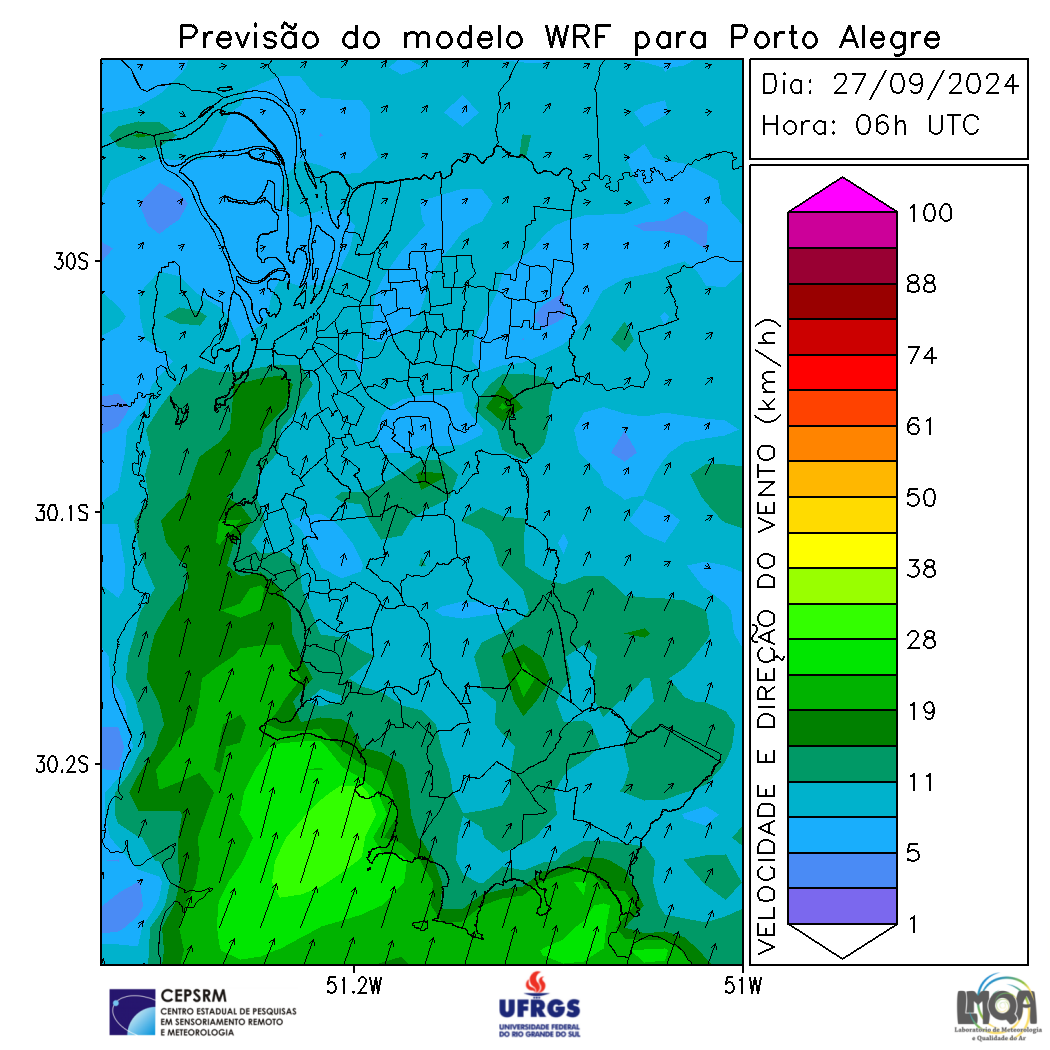 Previsão do modelo WRF para Porto Alegre
Dia: 27/09/2024
Hora: 06h UTC
30S
30.1S
30.2S
51.2W
51W
VELOCIDADE E DIREÇÃO DO VENTO (km/h)
100
88
74
61
50
38
28
19
11
5
1
CEPSRM
CENTRO ESTADUAL DE PESQUISAS
EM SENSORIAMENTO REMOTO
E METEOROLOGIA
UFRGS
UNIVERSIDADE FEDERAL
DO RIO GRANDE DO SUL
LMQA
Laboratório de Meteorologia
e Qualidade do Ar